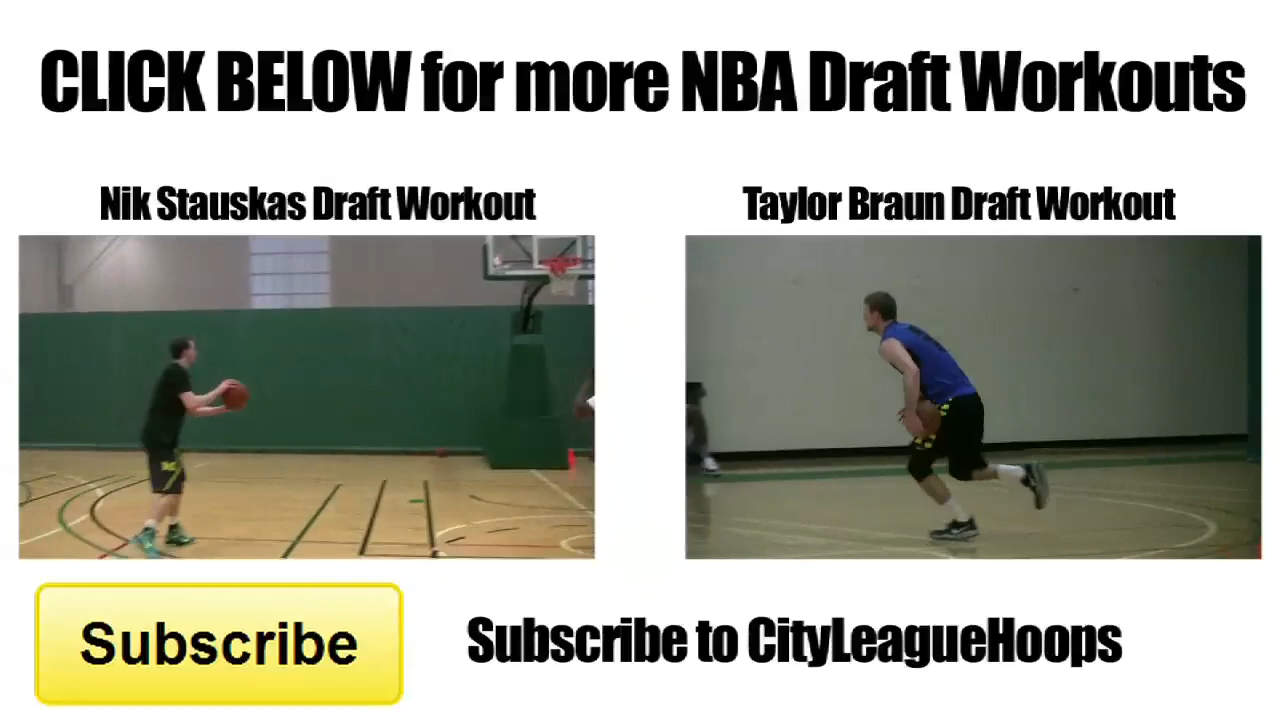 CLICK BELOW for more NBA Draft Workouts
Nik Stauskas Draft Workout
Taylor Braun Draft Workout
Subscribe
Subscribe to CityLeagueHoops